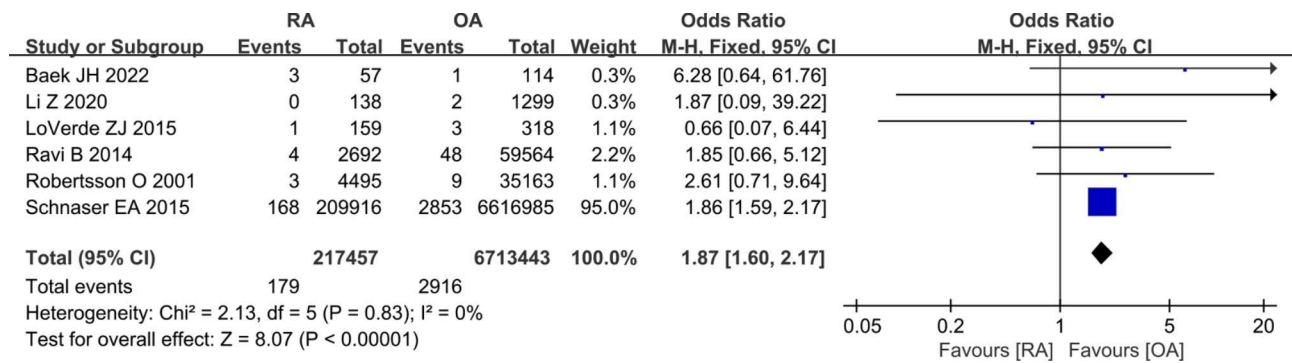 RA OA Odds Ratio Odds Ratio
Study or Subgroup Events Total Events Total Weight M-H, Fixed, 95% CI M-H, Fixed, 95% CI
Baek JH 2022 3 57 1 114 0.3% 6.28 [0.64, 61.76]
Li Z 2020 0 138 2 1299 0.3% 1.87 [0.09, 39.22]
LoVerde ZJ 2015 1 159 3 318 1.1% 0.66 [0.07, 6.44]
Ravi B 2014 4 2692 48 59564 2.2% 1.85 [0.66, 5.12]
Robertsson O 2001 3 4495 9 35163 1.1% 2.61 [0.71, 9.64]
Schnaser EA 2015 168 209916 2853 6616985 95.0% 1.86 [1.59, 2.17]
Total (95% CI) 217457 6713443 100.0% 1.87 [1.60, 2.17]
Total events 179 2916
Heterogeneity: Chi² = 2.13, df = 5 (P = 0.83); I² = 0%
Test for overall effect: Z = 8.07 (P < 0.00001)
0.05 0.2 1 5 20
Favours [RA] Favours [OA]